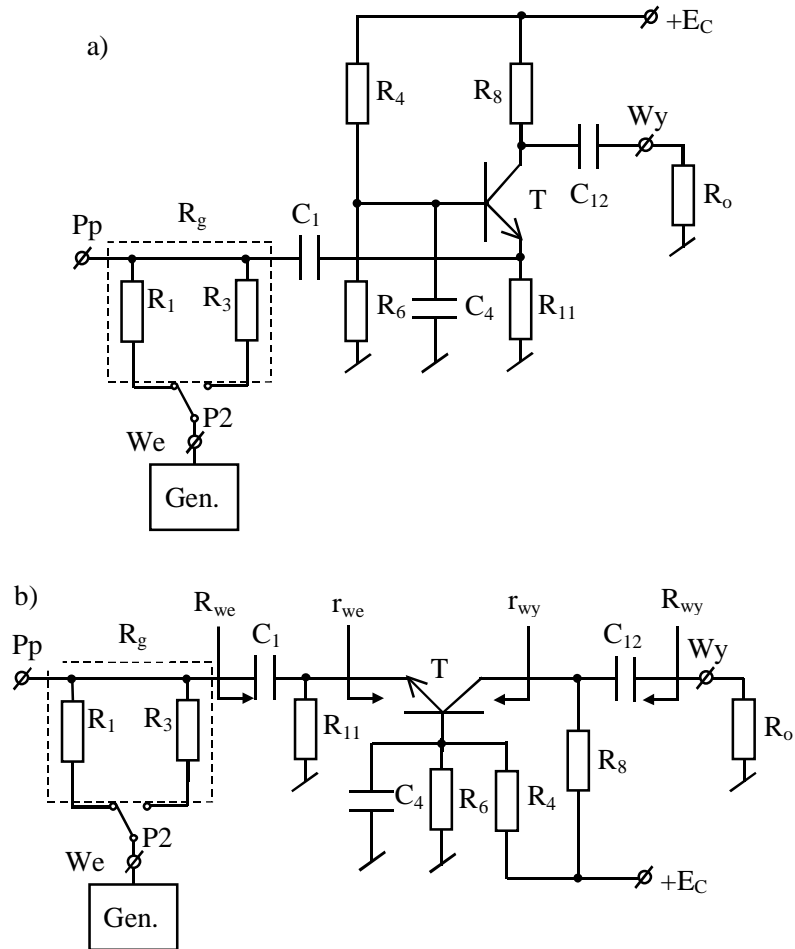 a)
+E_C
R_4
R_8
Wy
C_12
R_o
T
Pp
R_g
C_1
R_1
R_3
R_6
C_4
R_11
P2
We
Gen.
b)
R_we
r_we
r_wy
R_wy
Pp
R_g
C_1
T
C_12
Wy
R_1
R_3
R_11
R_o
R_8
C_4
R_6
R_4
P2
We
+E_C
Gen.